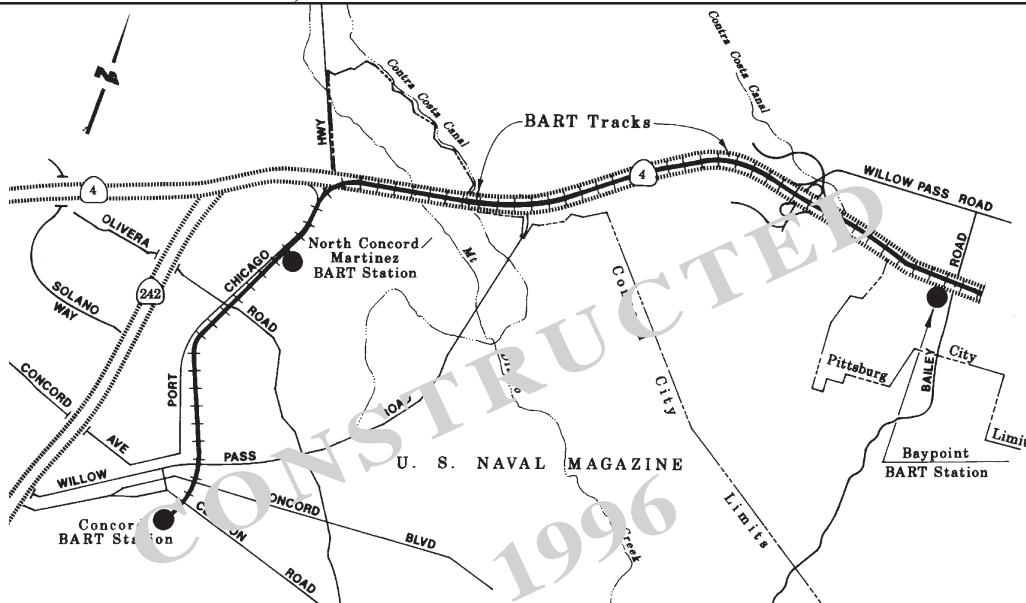 N
Contra Costa Canal
Contra Costa Canal
HWY
BART Tracks
4
4
WILLOW PASS ROAD
OLIVERA
ROAD
North Concord/
Martinez
BART Station
CHICAGO
PORT
ROAD
242
SOLANO
WAY
Mt
Diablo
Creek
City
Limits
CONCORD
AVE
Pittsburg
City
Limit
BAILEY
ROAD
WILLOW
PASS
U. S. NAVAL MAGAZINE
Baypoint
BART Station
CONCORD
BLVD
Concord
BART Station
ROAD
CONSTRUCTED
1996